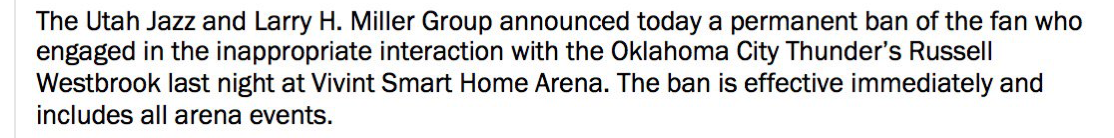 The Utah Jazz and Larry H. Miller Group announced today a permanent ban of the fan who
engaged in the inappropriate interaction with the Oklahoma City Thunder’s Russell
Westbrook last night at Vivint Smart Home Arena. The ban is effective immediately and
includes all arena events.